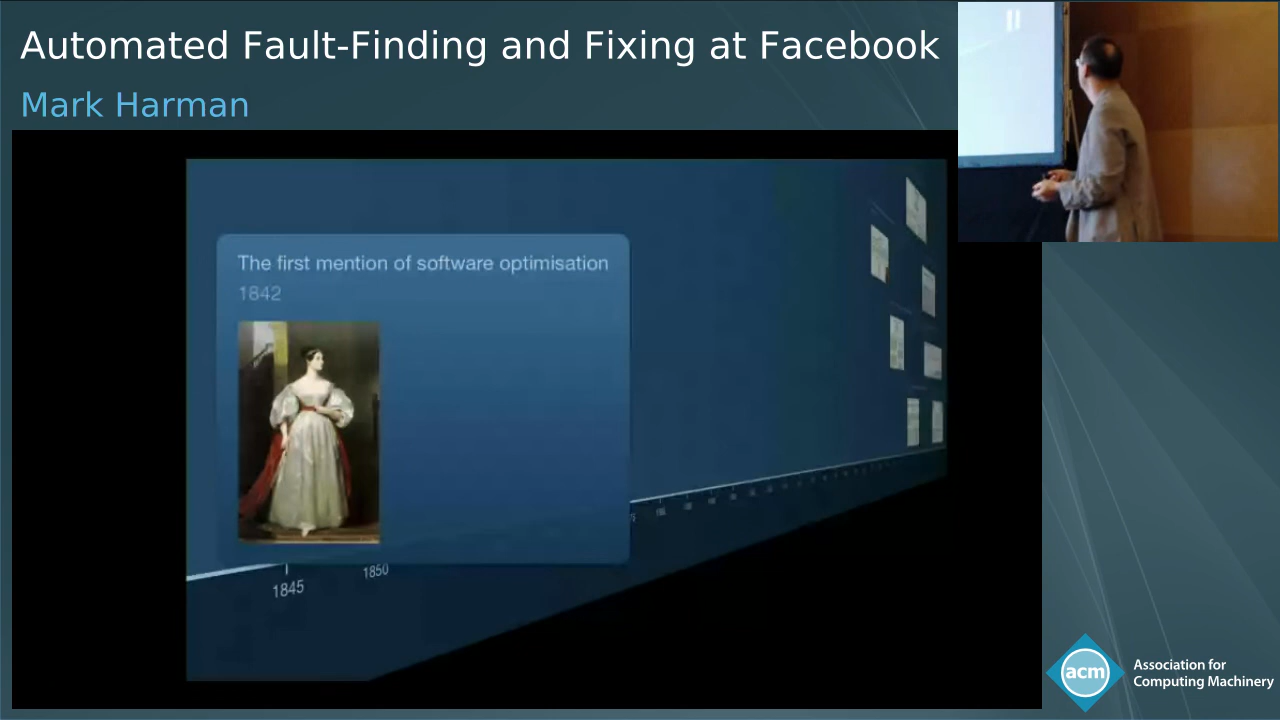 Automated Fault-Finding and Fixing at Facebook
Mark Harman
The first mention of software optimisation
1842
1845
1850
acm
Association for
Computing Machinery